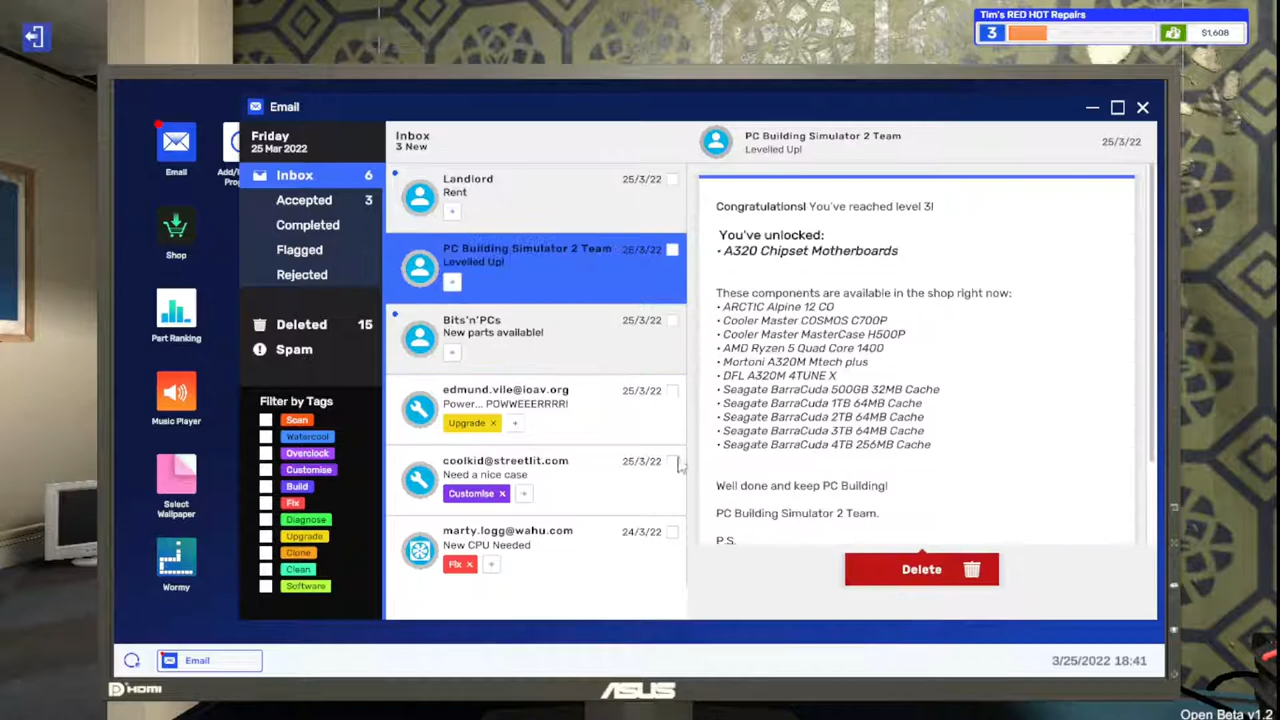 Tim's RED HOT Repairs
3
$1,608
Email
Friday
25 Mar 2022
Inbox
3 New
PC Building Simulator 2 Team
Levelled Up!
25/3/22
Email
Add/
Pro
Shop
Part Ranking
Music Player
Select
Wallpaper
Wormy
Inbox 6
Accepted 3
Completed
Flagged
Rejected
Deleted 15
Spam
Filter by Tags
Scan
Watercool
Overclock
Customise
Build
Fix
Diagnose
Upgrade
Clone
Clean
Software
Landlord 25/3/22
Rent
+
PC Building Simulator 2 Team 25/3/22
Levelled Up!
+
Bits'n'PCs 25/3/22
New parts available!
+
edmund.vile@ioav.org 25/3/22
Power... POWWEEERRRR!
Upgrade × +
coolkid@streetlit.com 25/3/22
Need a nice case
Customise × +
marty.logg@wahu.com 24/3/22
New CPU Needed
Fix × +
Congratulations! You've reached level 3!
You've unlocked:
• A320 Chipset Motherboards
These components are available in the shop right now:
• ARCTIC Alpine 12 CO
• Cooler Master COSMOS C700P
• Cooler Master MasterCase H500P
• AMD Ryzen 5 Quad Core 1400
• Mortoni A320M Mtech plus
• DFL A320M 4TUNE X
• Seagate BarraCuda 500GB 32MB Cache
• Seagate BarraCuda 1TB 64MB Cache
• Seagate BarraCuda 2TB 64MB Cache
• Seagate BarraCuda 3TB 64MB Cache
• Seagate BarraCuda 4TB 256MB Cache
Well done and keep PC Building!
PC Building Simulator 2 Team.
P.S.
Delete
Email
3/25/2022 18:41
HDMI
ASUS
Open Beta v1.2